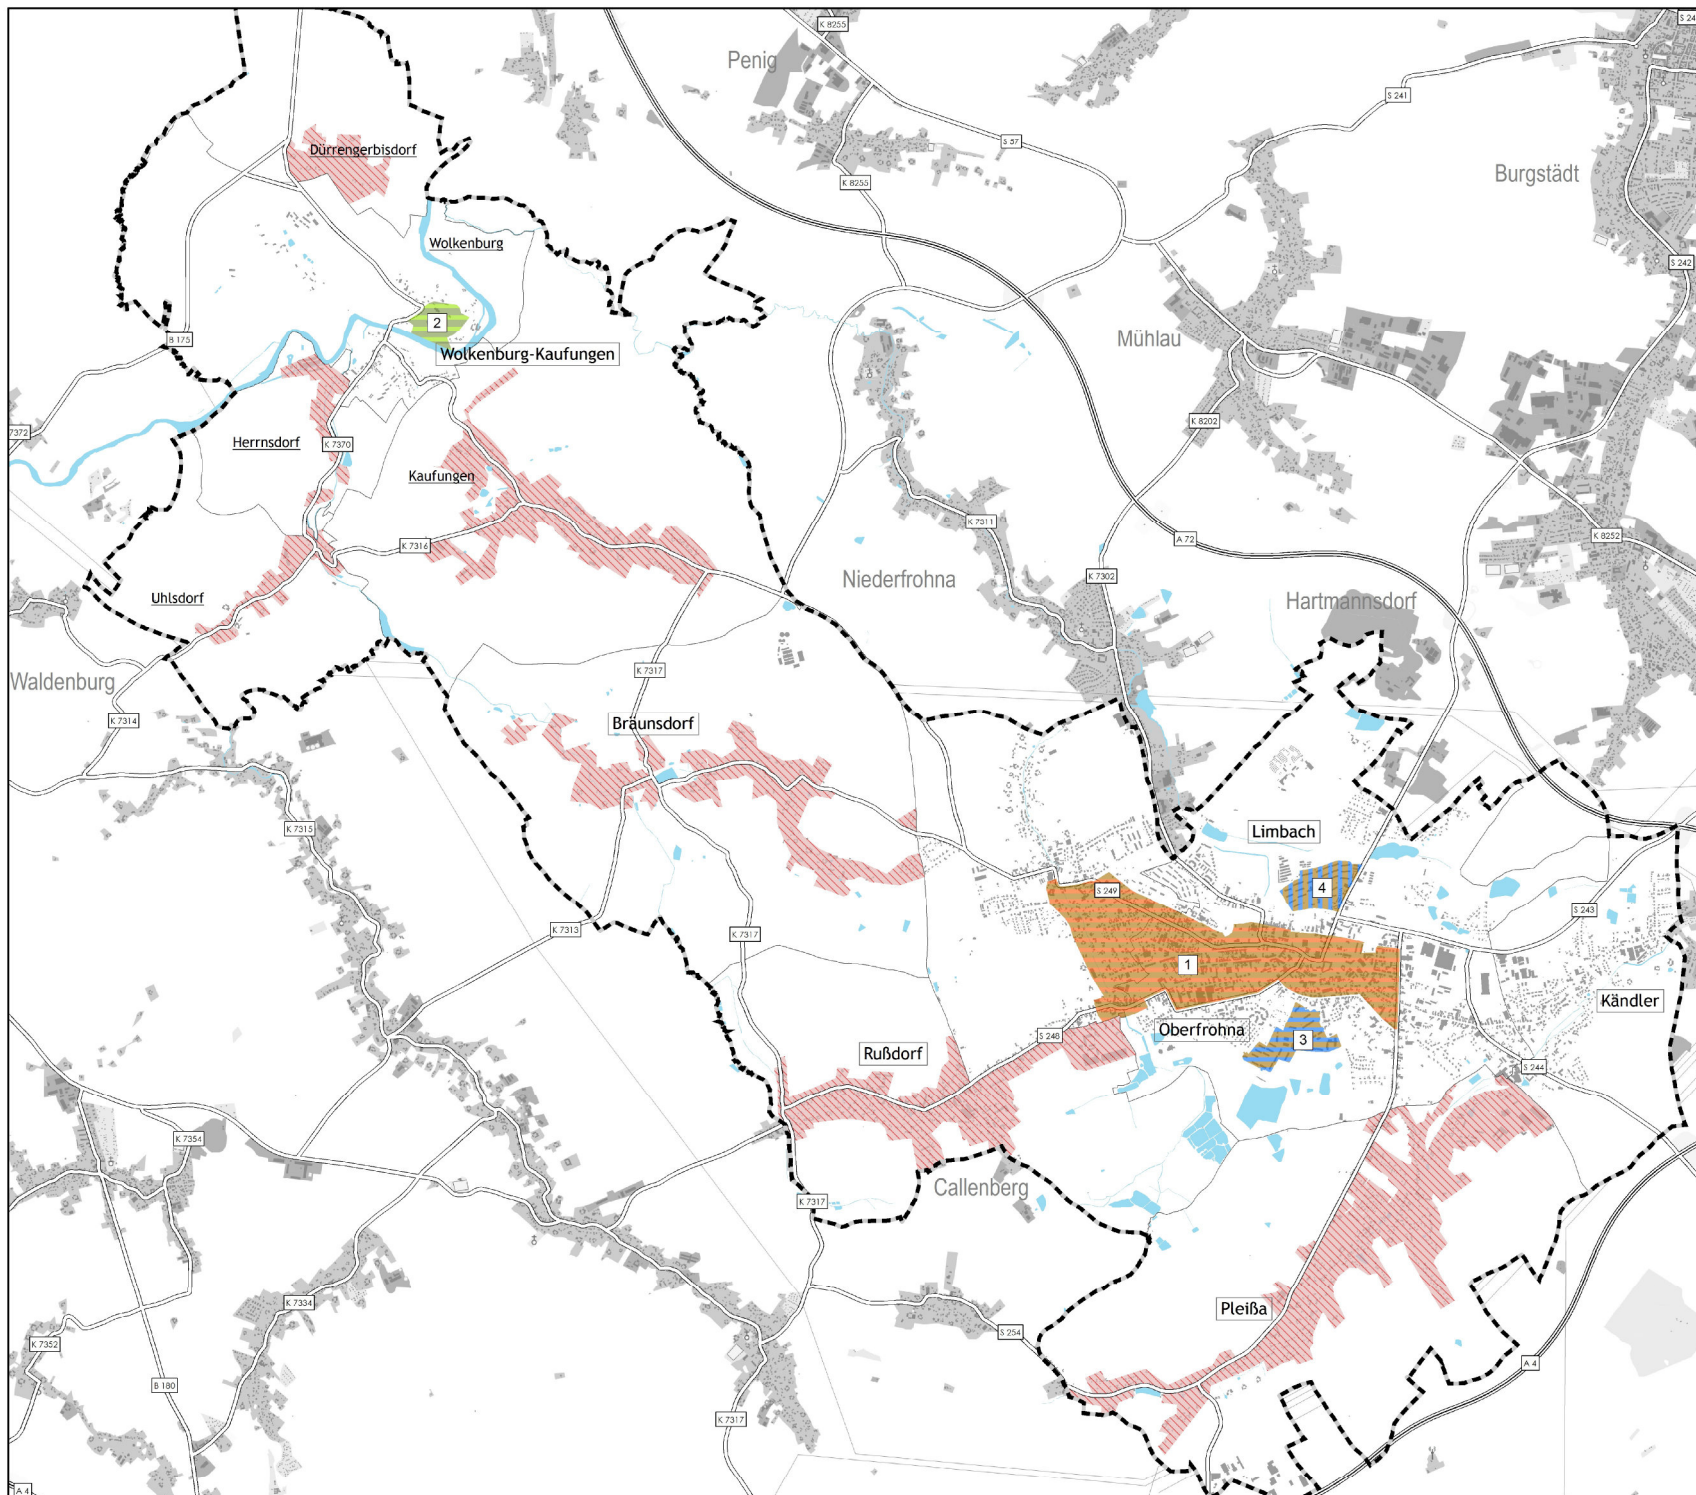 S 24
K 8255
Penig
S 241
S 57
Dürrengerbisdorf
Burgstädt
K 8255
Wolkenburg
S 242
2
B 175
Mühlau
Wolkenburg-Kaufungen
K 8202
7372
Herrnsdorf
K 7370
Kaufungen
K 7311
K 8252
A 72
K 7316
Niederfrohna
K 7302
Uhlsdorf
Hartmannsdorf
K 7317
Waldenburg
K 7314
Bräunsdorf
K 7315
Limbach
4
S 249
S 243
K 7313
K 7317
1
Kändler
Oberfrohna
S 248
3
Rußdorf
S 244
K 7354
Callenberg
K 7317
K 7334
Pleißa
S 254
K 7352
A 4
B 180
K 7317
A 4